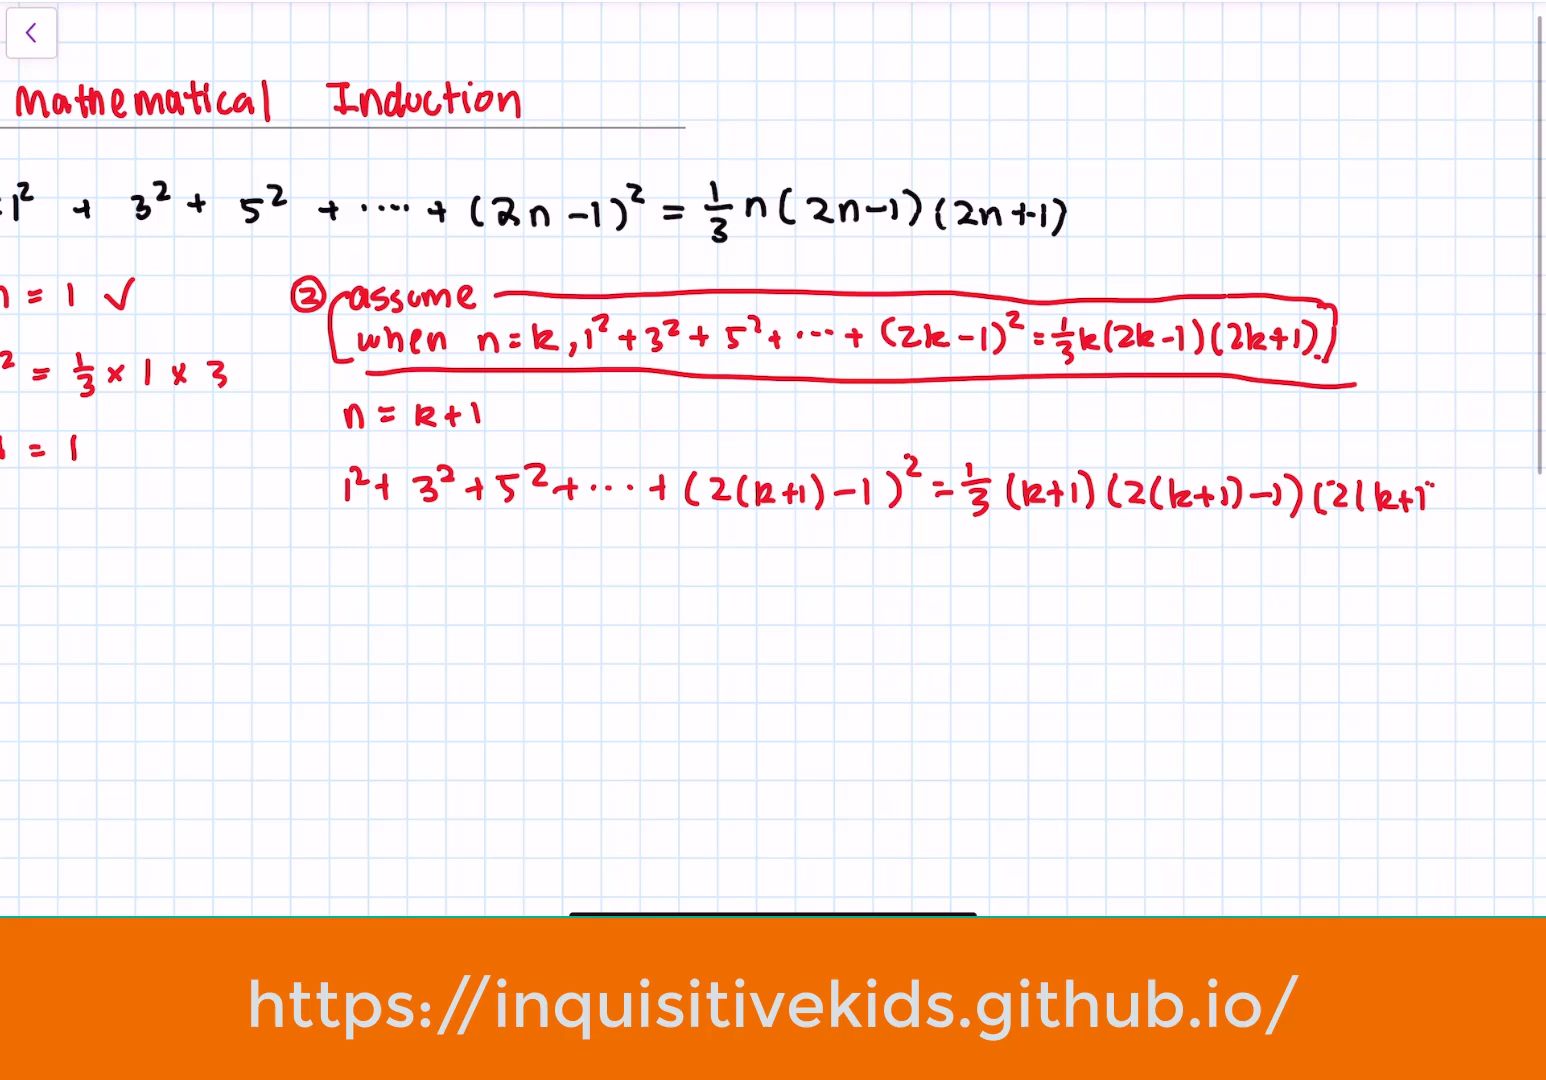 Mathematical Induction
=1² + 3² + 5² + ···· + (2n-1)² = 1/3 n(2n-1)(2n+1)
n = 1 ✓
② assume
when n=k, 1²+3²+5²+ ··· + (2k-1)² = 1/3 k(2k-1)(2k+1)
² = 1/3 × 1 × 3
n = k+1
1 = 1
1²+ 3²+5²+ ··· + (2(k+1)-1)² = 1/3 (k+1)(2(k+1)-1)(2(k+1)
https://inquisitivekids.github.io/